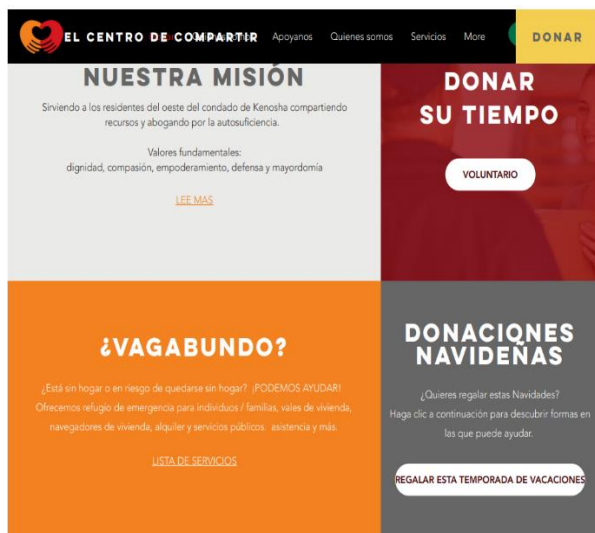 EL CENTRO DE COMPARTIR
Apoyanos
Quienes somos
Servicios
More
DONAR
NUESTRA MISIÓN
Sirviendo a los residentes del oeste del condado de Kenosha compartiendo
recursos y abogando por la autosuficiencia.
Valores fundamentales:
dignidad, compasión, empoderamiento, defensa y mayordomía
LEE MAS
DONAR
SU TIEMPO
VOLUNTARIO
¿VAGABUNDO?
¿Está sin hogar o en riesgo de quedarse sin hogar? ¡PODEMOS AYUDAR!
Ofrecemos refugio de emergencia para individuos / familias, vales de vivienda,
navegadores de vivienda, alquiler y servicios públicos. asistencia y más.
LISTA DE SERVICIOS
DONACIONES
NAVIDEÑAS
¿Quieres regalar estas Navidades?
Haga clic a continuación para descubrir formas en
las que puede ayudar.
REGALAR ESTA TEMPORADA DE VACACIONES